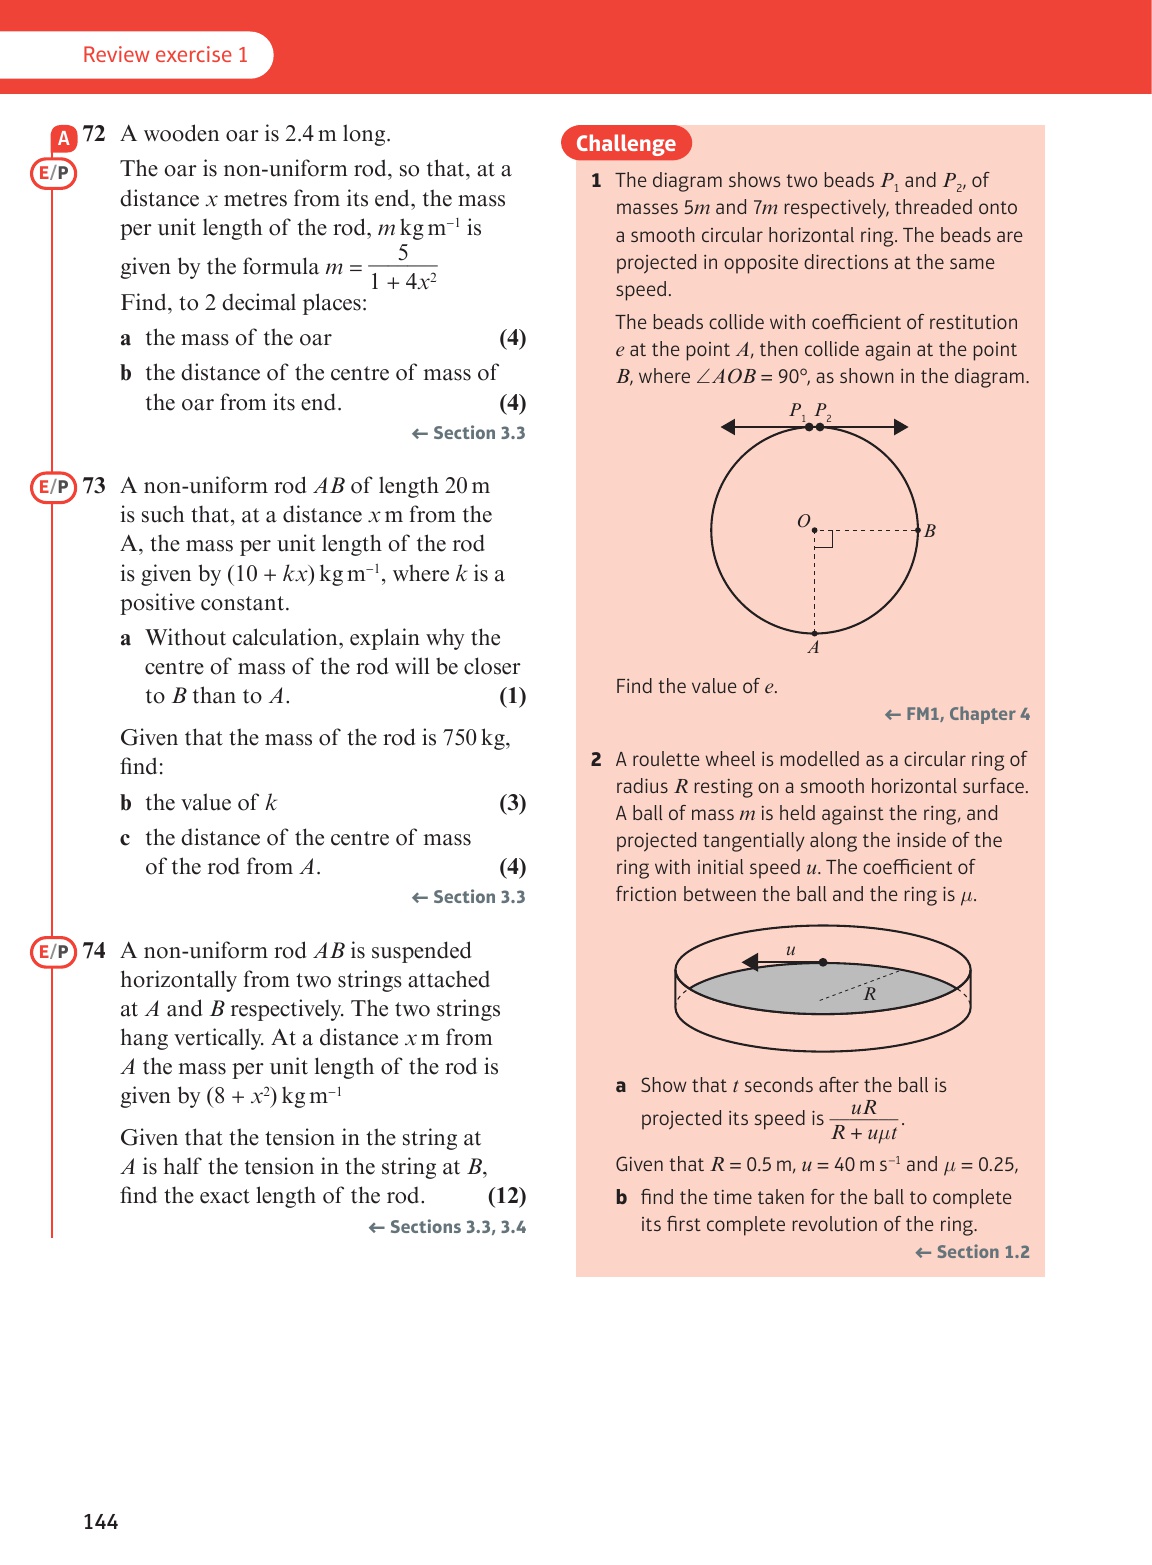 Review exercise 1
A 72 A wooden oar is 2.4 m long.
E/P The oar is non-uniform rod, so that, at a
distance x metres from its end, the mass
per unit length of the rod, m kg m⁻¹ is
given by the formula m = 5 / (1 + 4x²)
Find, to 2 decimal places:
a the mass of the oar (4)
b the distance of the centre of mass of
the oar from its end. (4)
← Section 3.3
E/P 73 A non-uniform rod AB of length 20 m
is such that, at a distance x m from the
A, the mass per unit length of the rod
is given by (10 + kx) kg m⁻¹, where k is a
positive constant.
a Without calculation, explain why the
centre of mass of the rod will be closer
to B than to A. (1)
Given that the mass of the rod is 750 kg,
find:
b the value of k (3)
c the distance of the centre of mass
of the rod from A. (4)
← Section 3.3
E/P 74 A non-uniform rod AB is suspended
horizontally from two strings attached
at A and B respectively. The two strings
hang vertically. At a distance x m from
A the mass per unit length of the rod is
given by (8 + x²) kg m⁻¹
Given that the tension in the string at
A is half the tension in the string at B,
find the exact length of the rod. (12)
← Sections 3.3, 3.4
Challenge
1 The diagram shows two beads P₁ and P₂, of
masses 5m and 7m respectively, threaded onto
a smooth circular horizontal ring. The beads are
projected in opposite directions at the same
speed.
The beads collide with coefficient of restitution
e at the point A, then collide again at the point
B, where ∠AOB = 90°, as shown in the diagram.
P₁ P₂
O
B
A
Find the value of e.
← FM1, Chapter 4
2 A roulette wheel is modelled as a circular ring of
radius R resting on a smooth horizontal surface.
A ball of mass m is held against the ring, and
projected tangentially along the inside of the
ring with initial speed u. The coefficient of
friction between the ball and the ring is μ.
u
R
a Show that t seconds after the ball is
projected its speed is uR / (R + uμt).
Given that R = 0.5 m, u = 40 m s⁻¹ and μ = 0.25,
b find the time taken for the ball to complete
its first complete revolution of the ring.
← Section 1.2
144